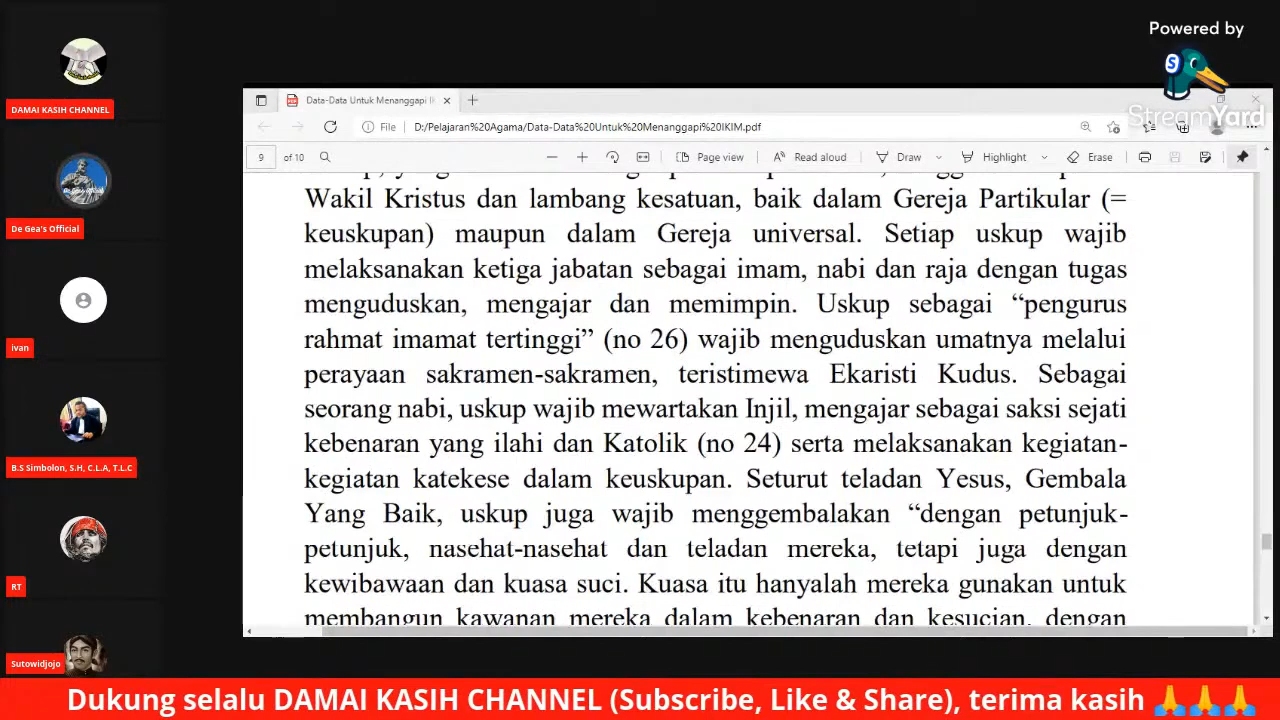 Powered by
S
StreamYard
DAMAI KASIH CHANNEL
De Gea's Official
De Gea's Official
ivan
B.S Simbolon, S.H, C.L.A, T.L.C
RT
Sutowidjojo
Data-Data Untuk Menanggapi I
File D:/Pelajaran%20Agama/Data-Data%20Untuk%20Menanggapi%20IKIM.pdf
9 of 10 Page view Read aloud Draw Highlight Erase
Wakil Kristus dan lambang kesatuan, baik dalam Gereja Partikular (=
keuskupan) maupun dalam Gereja universal. Setiap uskup wajib
melaksanakan ketiga jabatan sebagai imam, nabi dan raja dengan tugas
menguduskan, mengajar dan memimpin. Uskup sebagai “pengurus
rahmat imamat tertinggi” (no 26) wajib menguduskan umatnya melalui
perayaan sakramen-sakramen, teristimewa Ekaristi Kudus. Sebagai
seorang nabi, uskup wajib mewartakan Injil, mengajar sebagai saksi sejati
kebenaran yang ilahi dan Katolik (no 24) serta melaksanakan kegiatan-
kegiatan katekese dalam keuskupan. Seturut teladan Yesus, Gembala
Yang Baik, uskup juga wajib menggembalakan “dengan petunjuk-
petunjuk, nasehat-nasehat dan teladan mereka, tetapi juga dengan
kewibawaan dan kuasa suci. Kuasa itu hanyalah mereka gunakan untuk
membangun kawanan mereka dalam kebenaran dan kesucian, dengan
Dukung selalu DAMAI KASIH CHANNEL (Subscribe, Like & Share), terima kasih 🙏🙏🙏